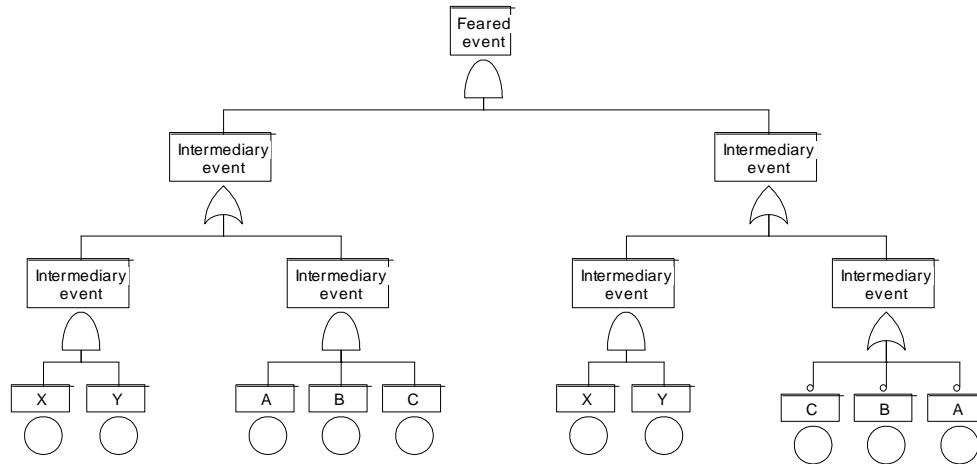 Feared
event
Intermediary
event
Intermediary
event
Intermediary
event
Intermediary
event
Intermediary
event
Intermediary
event
X
Y
A
B
C
X
Y
C
B
A